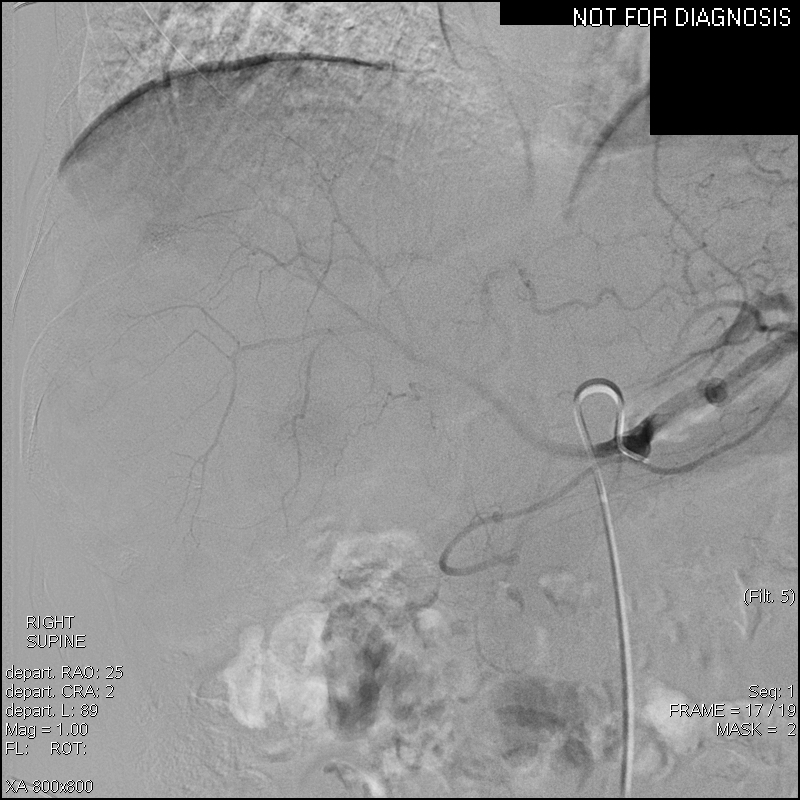 NOT FOR DIAGNOSIS
(Filt. 5)
RIGHT
SUPINE
depart. RAO: 25
depart. CRA: 2
depart. L: 89
Mag = 1.00
FL: ROT:
Seq: 1
FRAME = 17 / 19
MASK = 2
XA 800x800